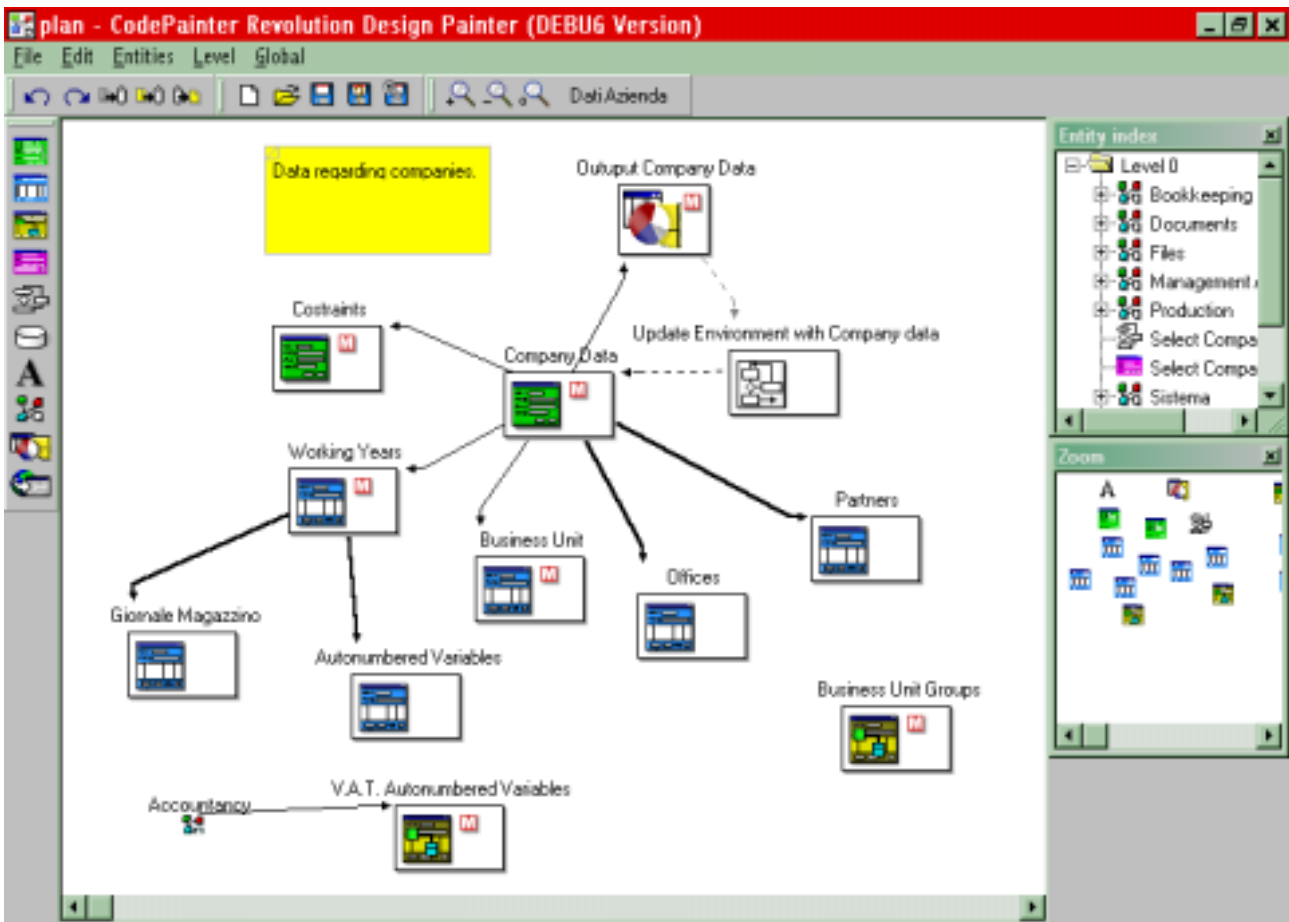 plan - CodePainter Revolution Design Painter (DEBUG Version)
File Edit Entities Level Global
DatiAzienda
Data regarding companies.
Outuput Company Data
Costraints
Company Data
Update Environment with Company data
Working Years
Business Unit
Offices
Partners
Giornale Magazzino
Autonumbered Variables
Business Unit Groups
V.A.T. Autonumbered Variables
Accountancy
Entity index
Level 0
Bookkeeping
Documents
Files
Management
Production
Select Compa
Select Compa
Sistema
Zoom
A